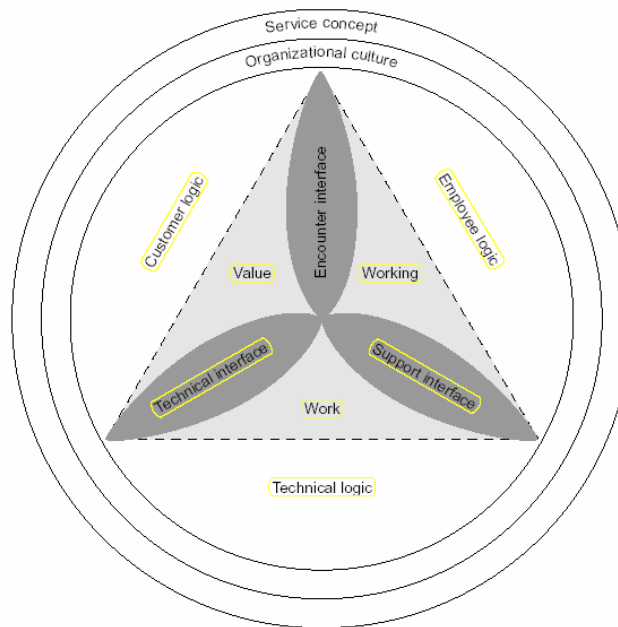 Service concept
Organizational culture
Customer logic
Employee logic
Encounter interface
Value
Working
Technical interface
Support interface
Work
Technical logic